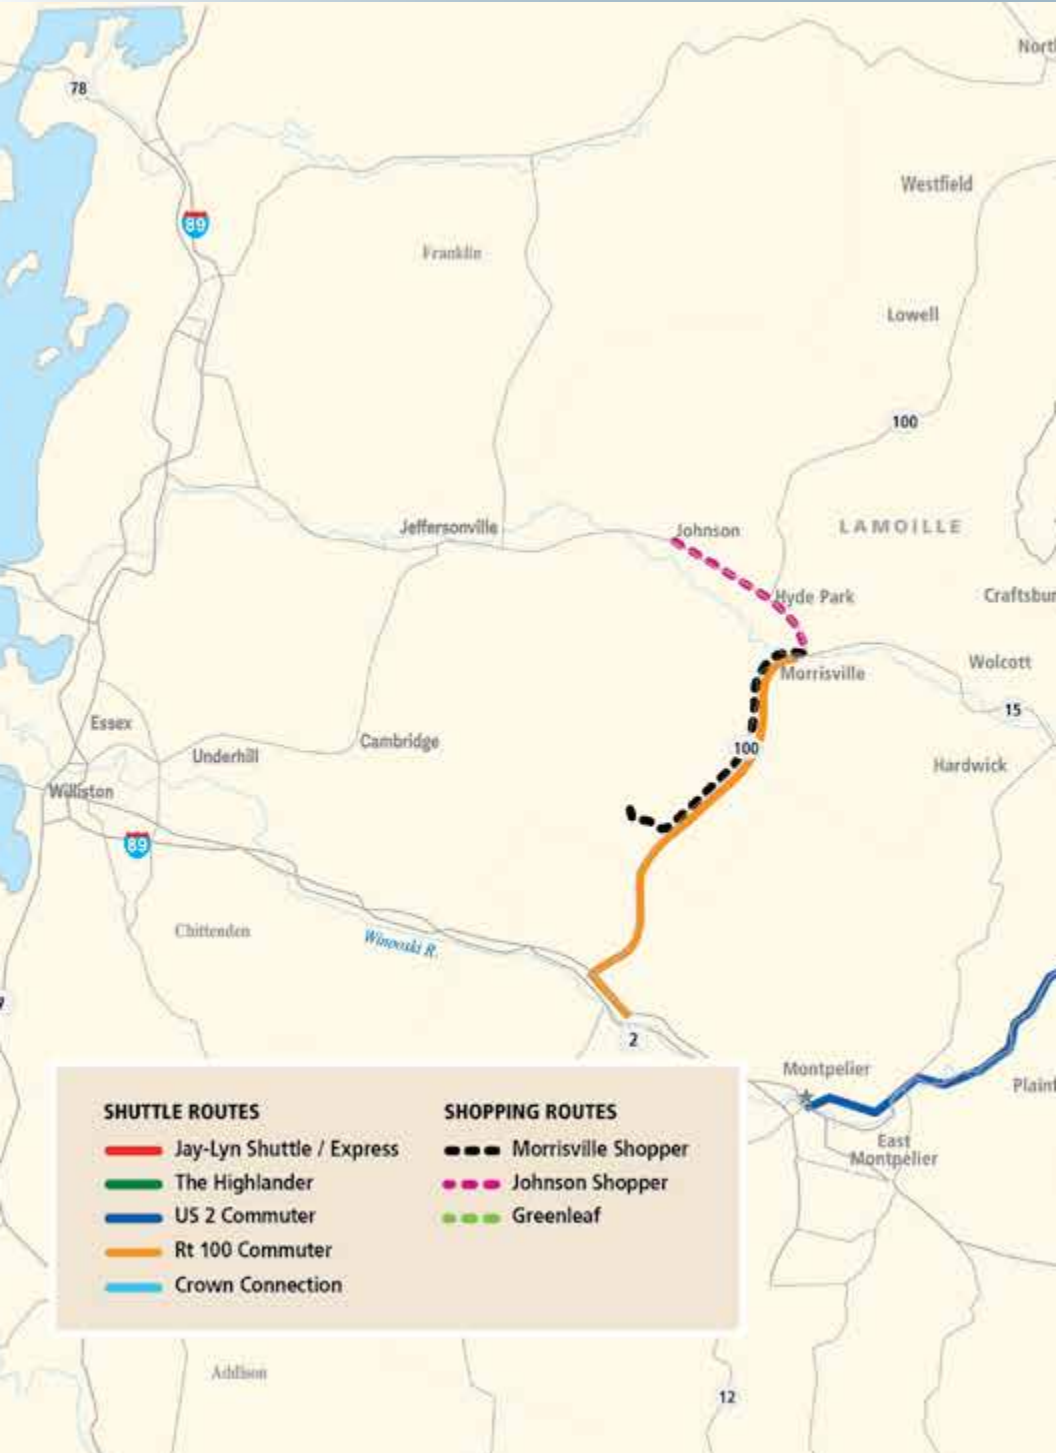 North
78
Westfield
89
Franklin
Lowell
100
Jeffersonville
Johnson
LAMOILLE
Hyde Park
Craftsbur
Wolcott
Morrisville
15
Essex
Cambridge
100
Underhill
Hardwick
Williston
89
Chittenden
Winooski R.
2
Montpelier
Plainf
East
Montpelier
SHUTTLE ROUTES
Jay-Lyn Shuttle / Express
The Highlander
US 2 Commuter
Rt 100 Commuter
Crown Connection
SHOPPING ROUTES
Morrisville Shopper
Johnson Shopper
Greenleaf
Addison
12